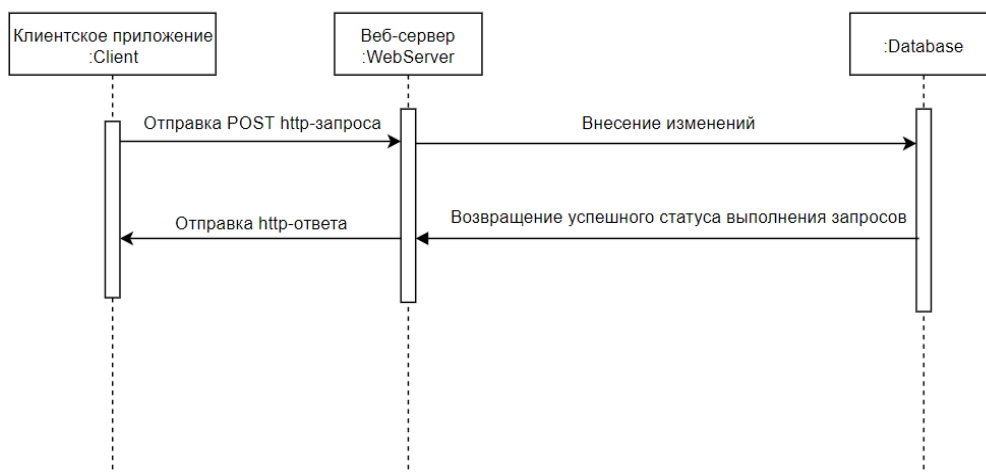 Клиентское приложение
:Client
Веб-сервер
:WebServer
:Database
Отправка POST http-запроса
Внесение изменений
Отправка http-ответа
Возвращение успешного статуса выполнения запросов